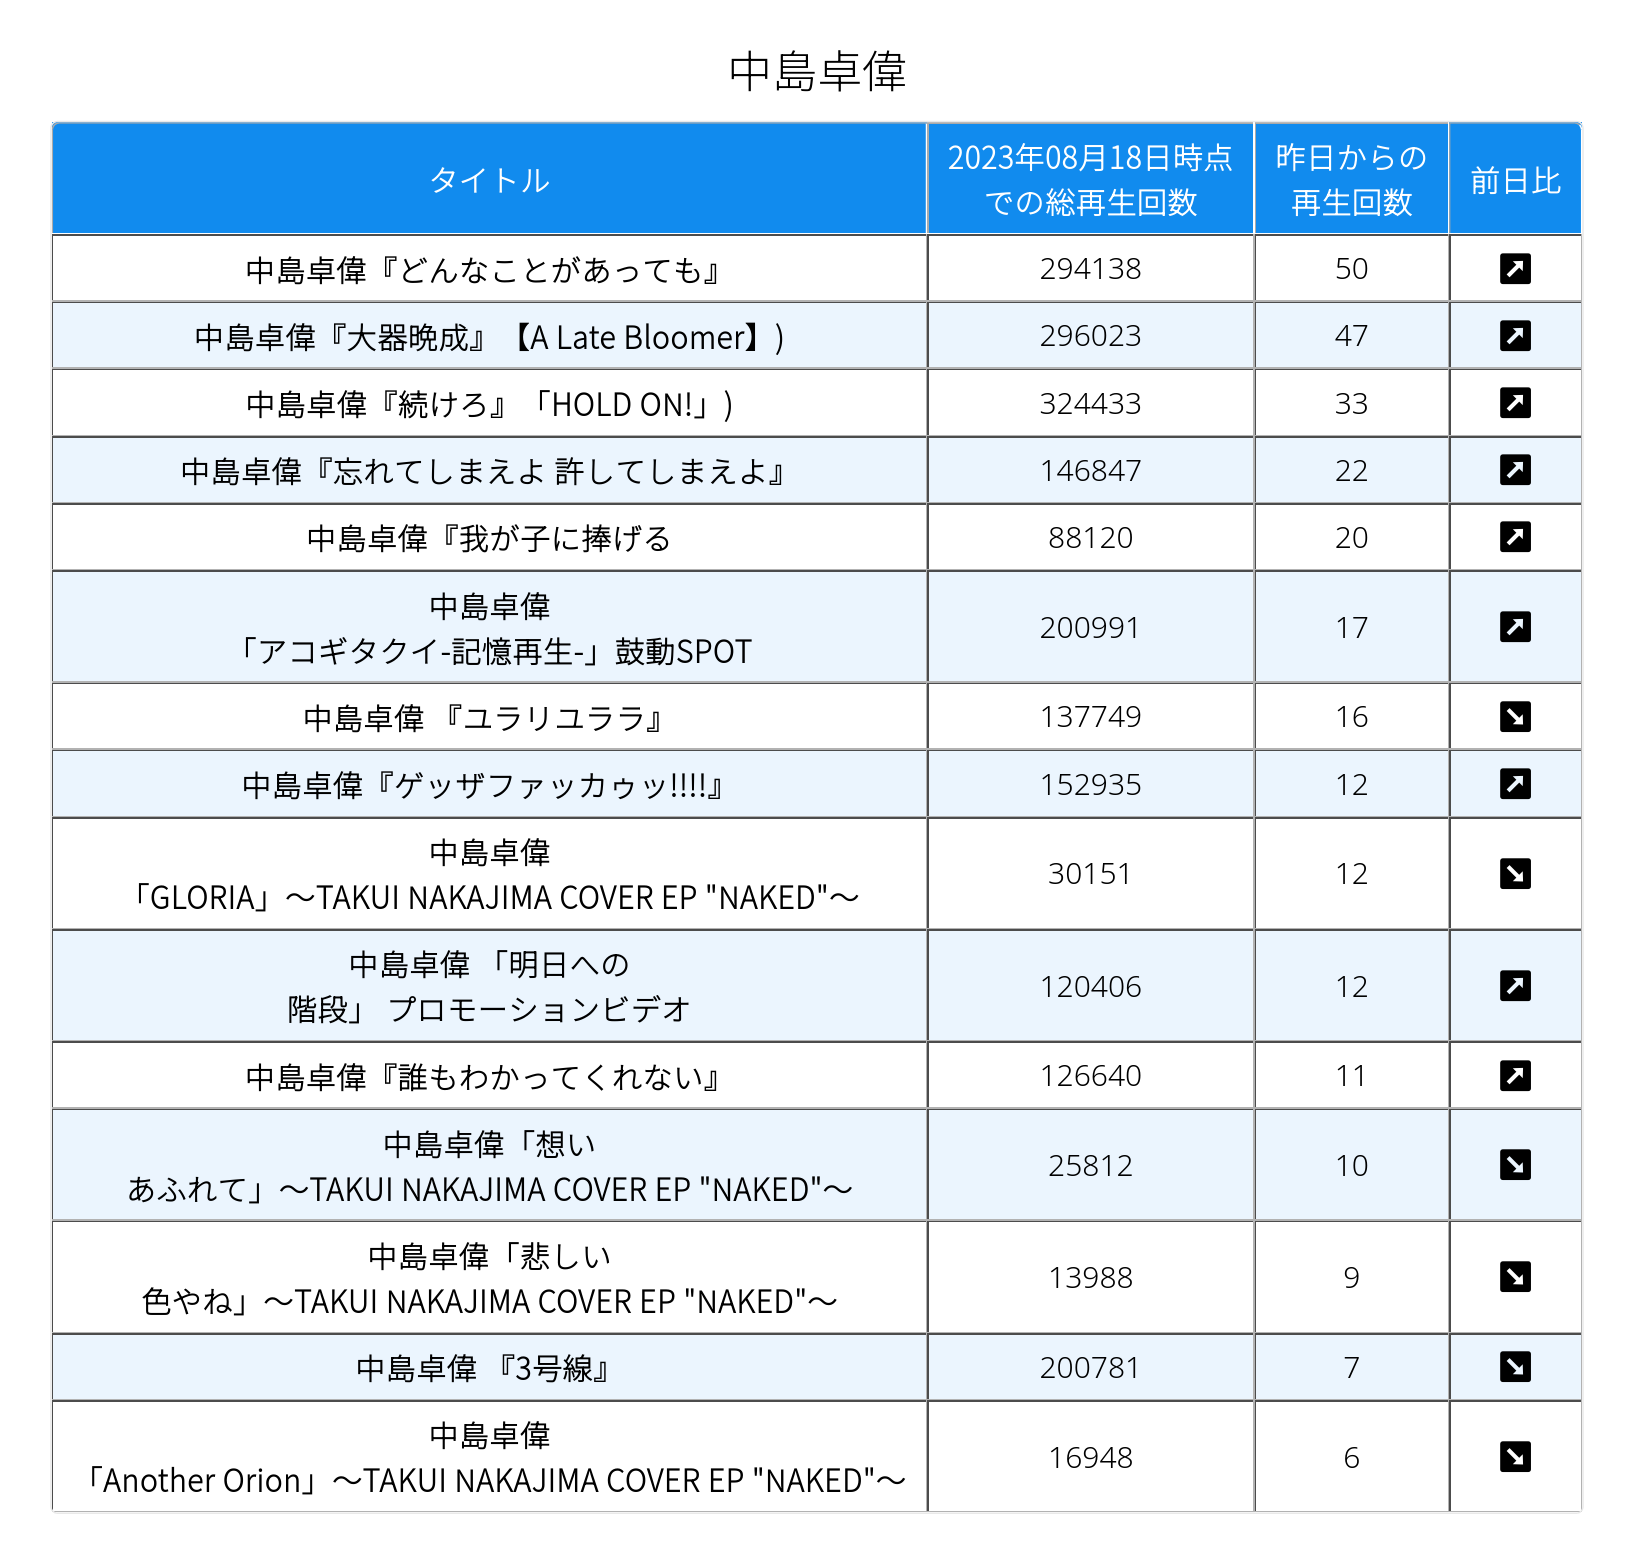 中島卓偉
タイトル
2023年08月18日時点
での総再生回数
昨日からの
再生回数
前日比
中島卓偉『どんなことがあっても』
294138
50
中島卓偉『大器晩成』【A Late Bloomer】)
296023
47
中島卓偉『続けろ』「HOLD ON!」)
324433
33
中島卓偉『忘れてしまえよ 許してしまえよ』
146847
22
中島卓偉『我が子に捧げる
88120
20
中島卓偉
「アコギタクイ-記憶再生-」鼓動SPOT
200991
17
中島卓偉 『ユラリユララ』
137749
16
中島卓偉『ゲッザファッカゥッ!!!!』
152935
12
中島卓偉
「GLORIA」～TAKUI NAKAJIMA COVER EP "NAKED"～
30151
12
中島卓偉 「明日への
階段」 プロモーションビデオ
120406
12
中島卓偉『誰もわかってくれない』
126640
11
中島卓偉「想い
あふれて」～TAKUI NAKAJIMA COVER EP "NAKED"～
25812
10
中島卓偉「悲しい
色やね」～TAKUI NAKAJIMA COVER EP "NAKED"～
13988
9
中島卓偉 『3号線』
200781
7
中島卓偉
「Another Orion」～TAKUI NAKAJIMA COVER EP "NAKED"～
16948
6